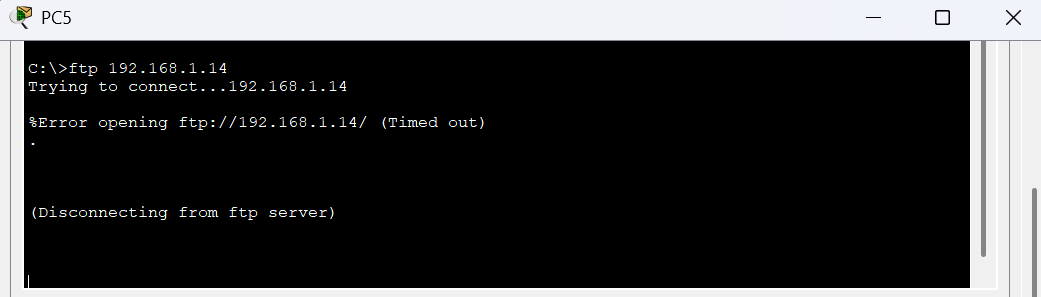 PC5
C:\>ftp 192.168.1.14
Trying to connect...192.168.1.14
%Error opening ftp://192.168.1.14/ (Timed out)
.
(Disconnecting from ftp server)